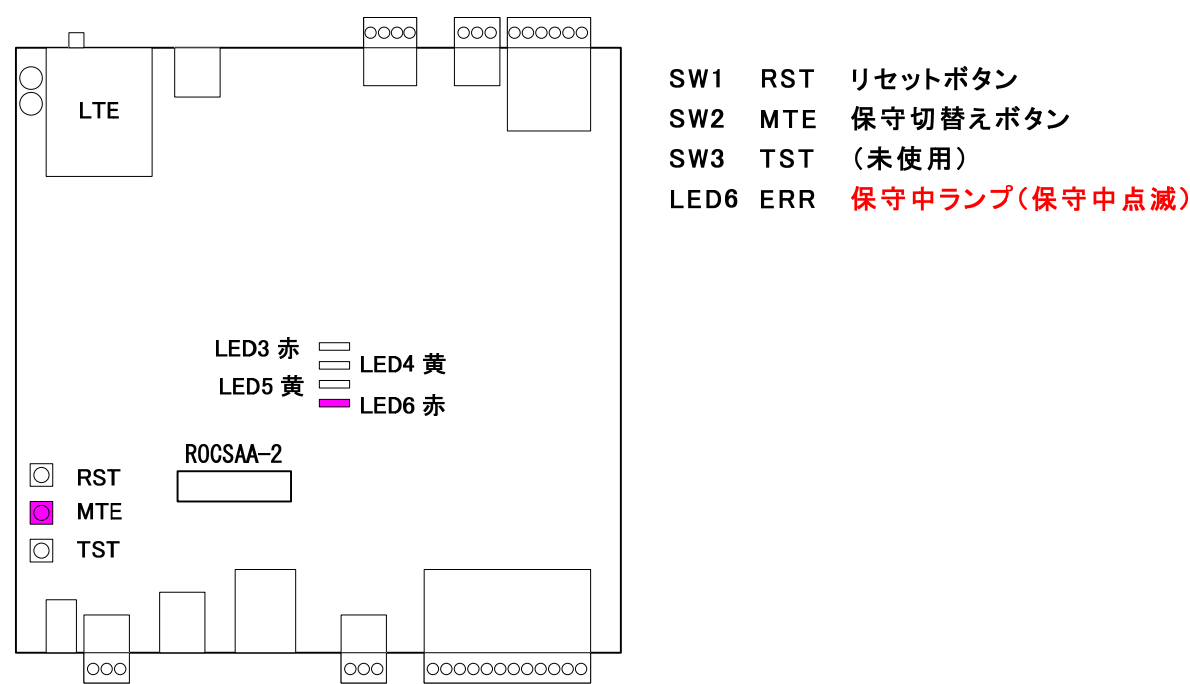 SW1 RST リセットボタン
SW2 MTE 保守切替えボタン
SW3 TST (未使用)
LED6 ERR 保守中ランプ(保守中点滅)
LTE
LED3 赤
LED4 黄
LED5 黄
LED6 赤
ROCSAA-2
RST
MTE
TST